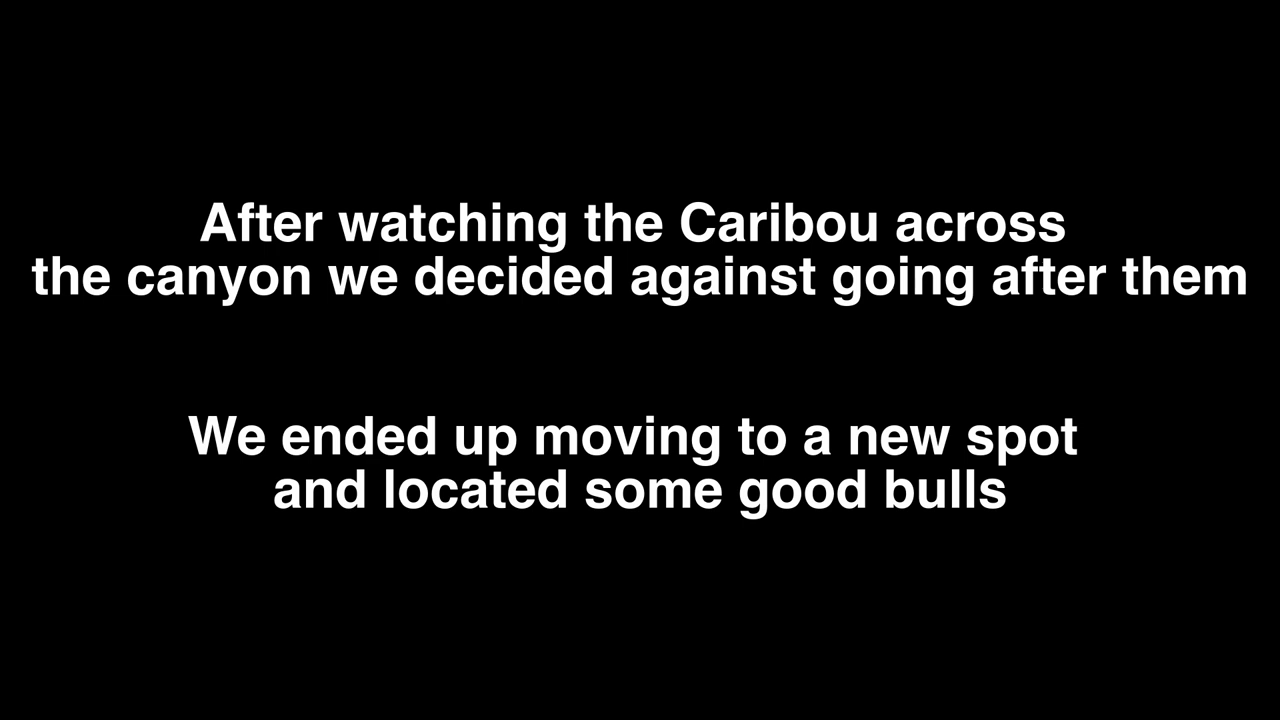 After watching the Caribou across
the canyon we decided against going after them
We ended up moving to a new spot
and located some good bulls